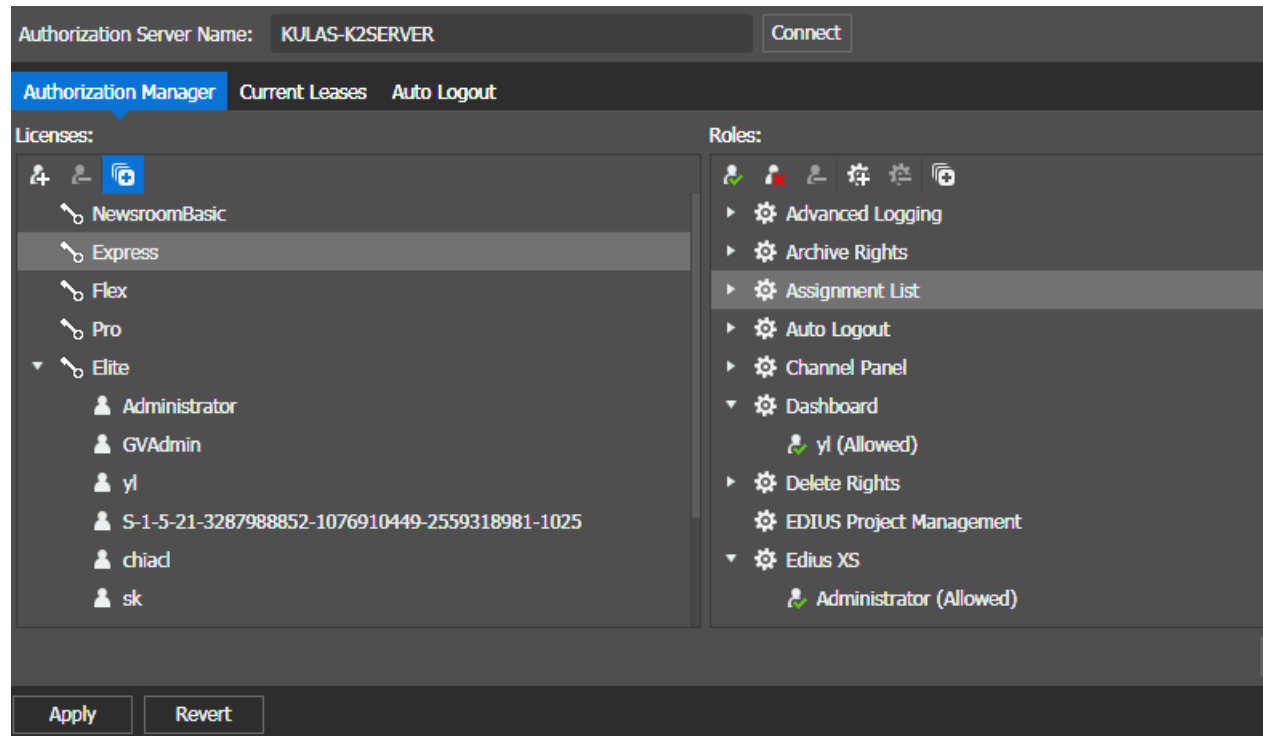 Authorization Server Name: KULAS-K2SERVER Connect
Authorization Manager Current Leases Auto Logout
Licenses:
NewsroomBasic
Express
Flex
Pro
Elite
Administrator
GVAdmin
yl
S-1-5-21-3287988852-1076910449-2559318981-1025
chiacl
sk
Roles:
Advanced Logging
Archive Rights
Assignment List
Auto Logout
Channel Panel
Dashboard
yl (Allowed)
Delete Rights
EDIUS Project Management
Edius XS
Administrator (Allowed)
Apply Revert